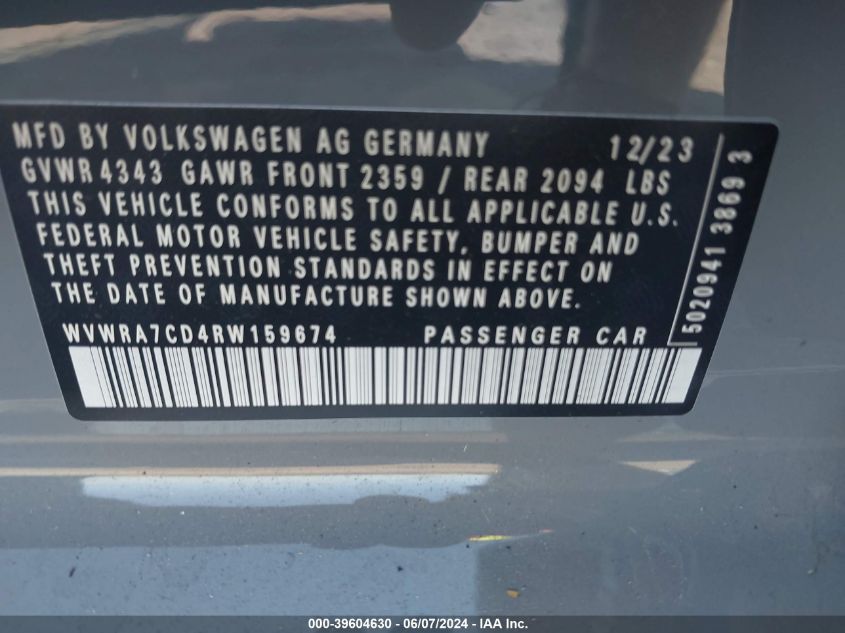 MFD BY VOLKSWAGEN AG GERMANY 12/23
GVWR 4343 GAWR FRONT 2359 / REAR 2094 LBS
THIS VEHICLE CONFORMS TO ALL APPLICABLE U.S.
FEDERAL MOTOR VEHICLE SAFETY, BUMPER AND
THEFT PREVENTION STANDARDS IN EFFECT ON
THE DATE OF MANUFACTURE SHOWN ABOVE.
WVWRA7CD4RW159674 PASSENGER CAR
5020941 3869 3
000-39604630 - 06/07/2024 - IAA Inc.